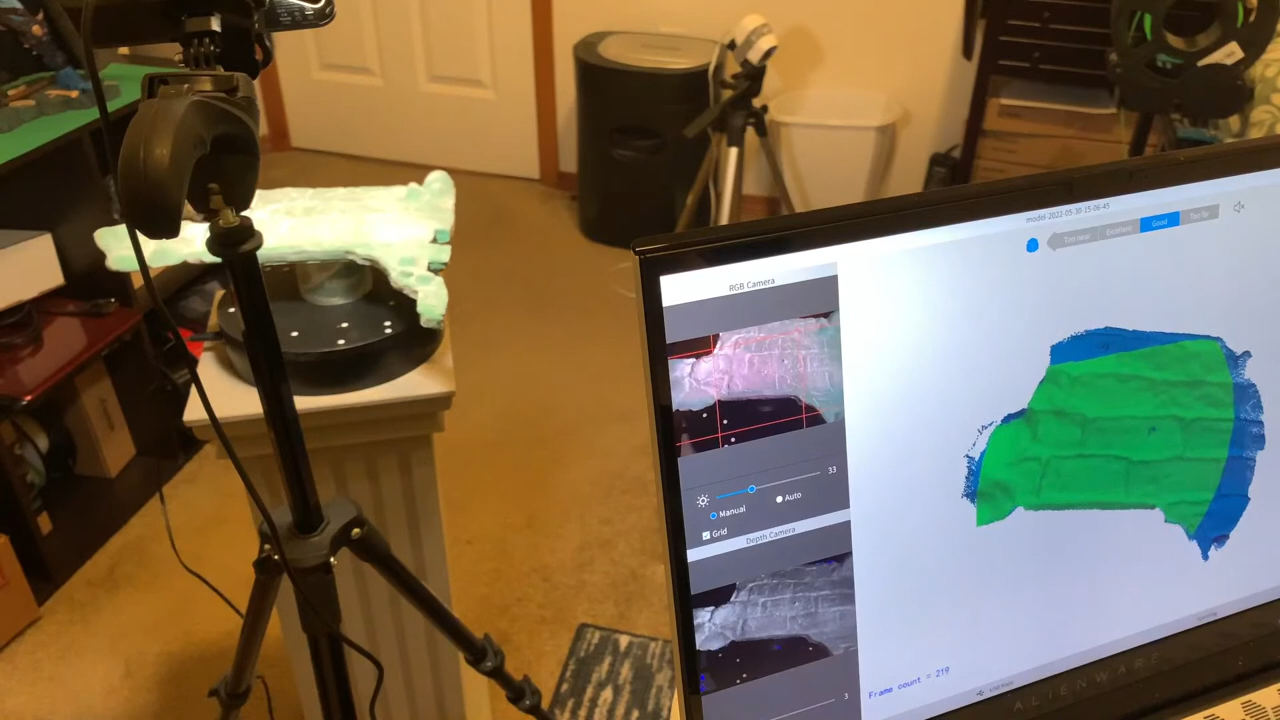 model-2022-05-30-15-06-45
Too near
Excellent
Good
Too far
RGB Camera
33
Manual
Auto
Grid
Depth Camera
3
Frame count = 219
ALIENWARE